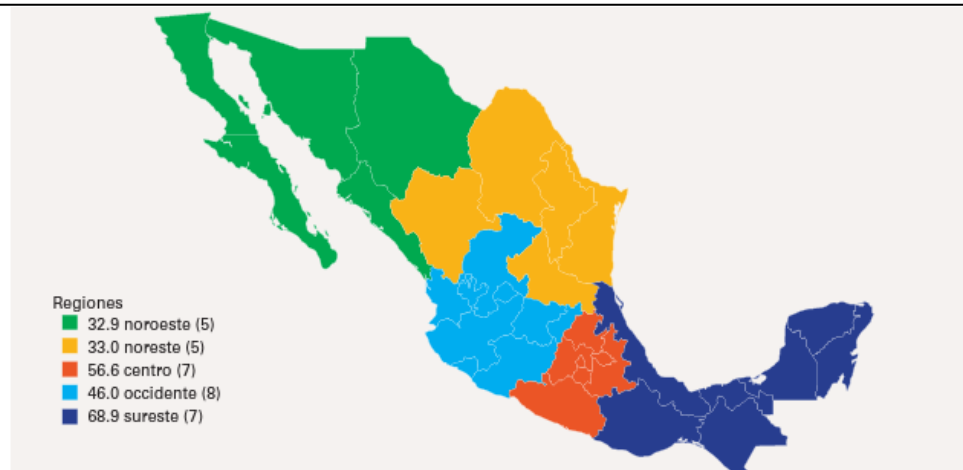 Regiones
32.9 noroeste (5)
33.0 noreste (5)
56.6 centro (7)
46.0 occidente (8)
68.9 sureste (7)